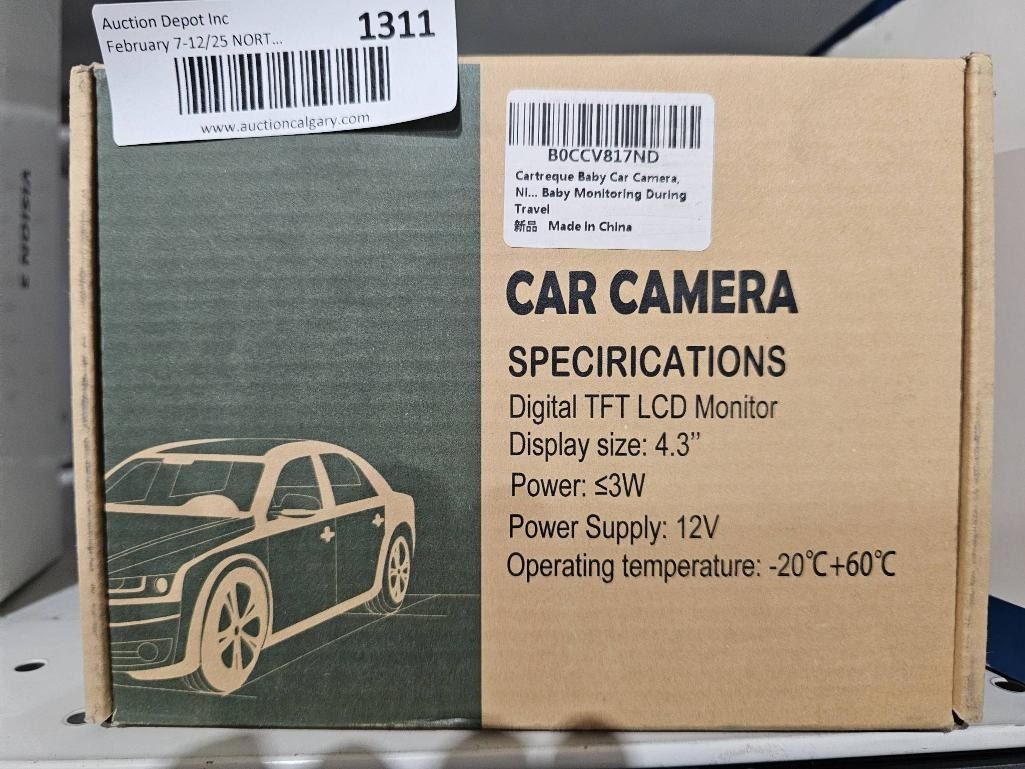 Auction Depot Inc
1311
February 7-12/25 NORT...
www.auctioncalgary.com
B0CCV817ND
Cartreque Baby Car Camera,
NI... Baby Monitoring During
Travel
新品 Made In China
CAR CAMERA
SPECIRICATIONS
Digital TFT LCD Monitor
Display size: 4.3’’
Power: ≤3W
Power Supply: 12V
Operating temperature: -20℃+60℃
VISION 3